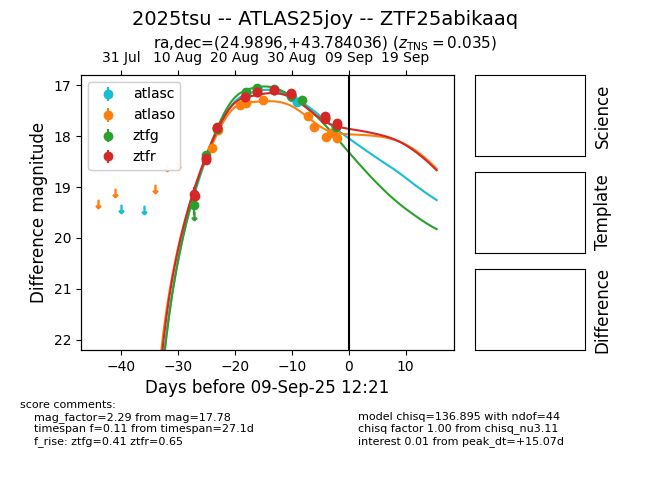 2025tsu -- ATLAS25joy -- ZTF25abikaaq
ra,dec=(24.9896,+43.784036) (zTNS = 0.035)
31 Jul 10 Aug 20 Aug 30 Aug 09 Sep 19 Sep
atlasc
atlaso
ztfg
ztfr
17
18
19
20
21
22
Difference magnitude
−40 −30 −20 −10 0 10
Days before 09-Sep-25 12:21
Science
Template
Difference
score comments:
mag_factor=2.29 from mag=17.78
timespan f=0.11 from timespan=27.1d
f_rise: ztfg=0.41 ztfr=0.65
model chisq=136.895 with ndof=44
chisq factor 1.00 from chisq_nu3.11
interest 0.01 from peak_dt=+15.07d